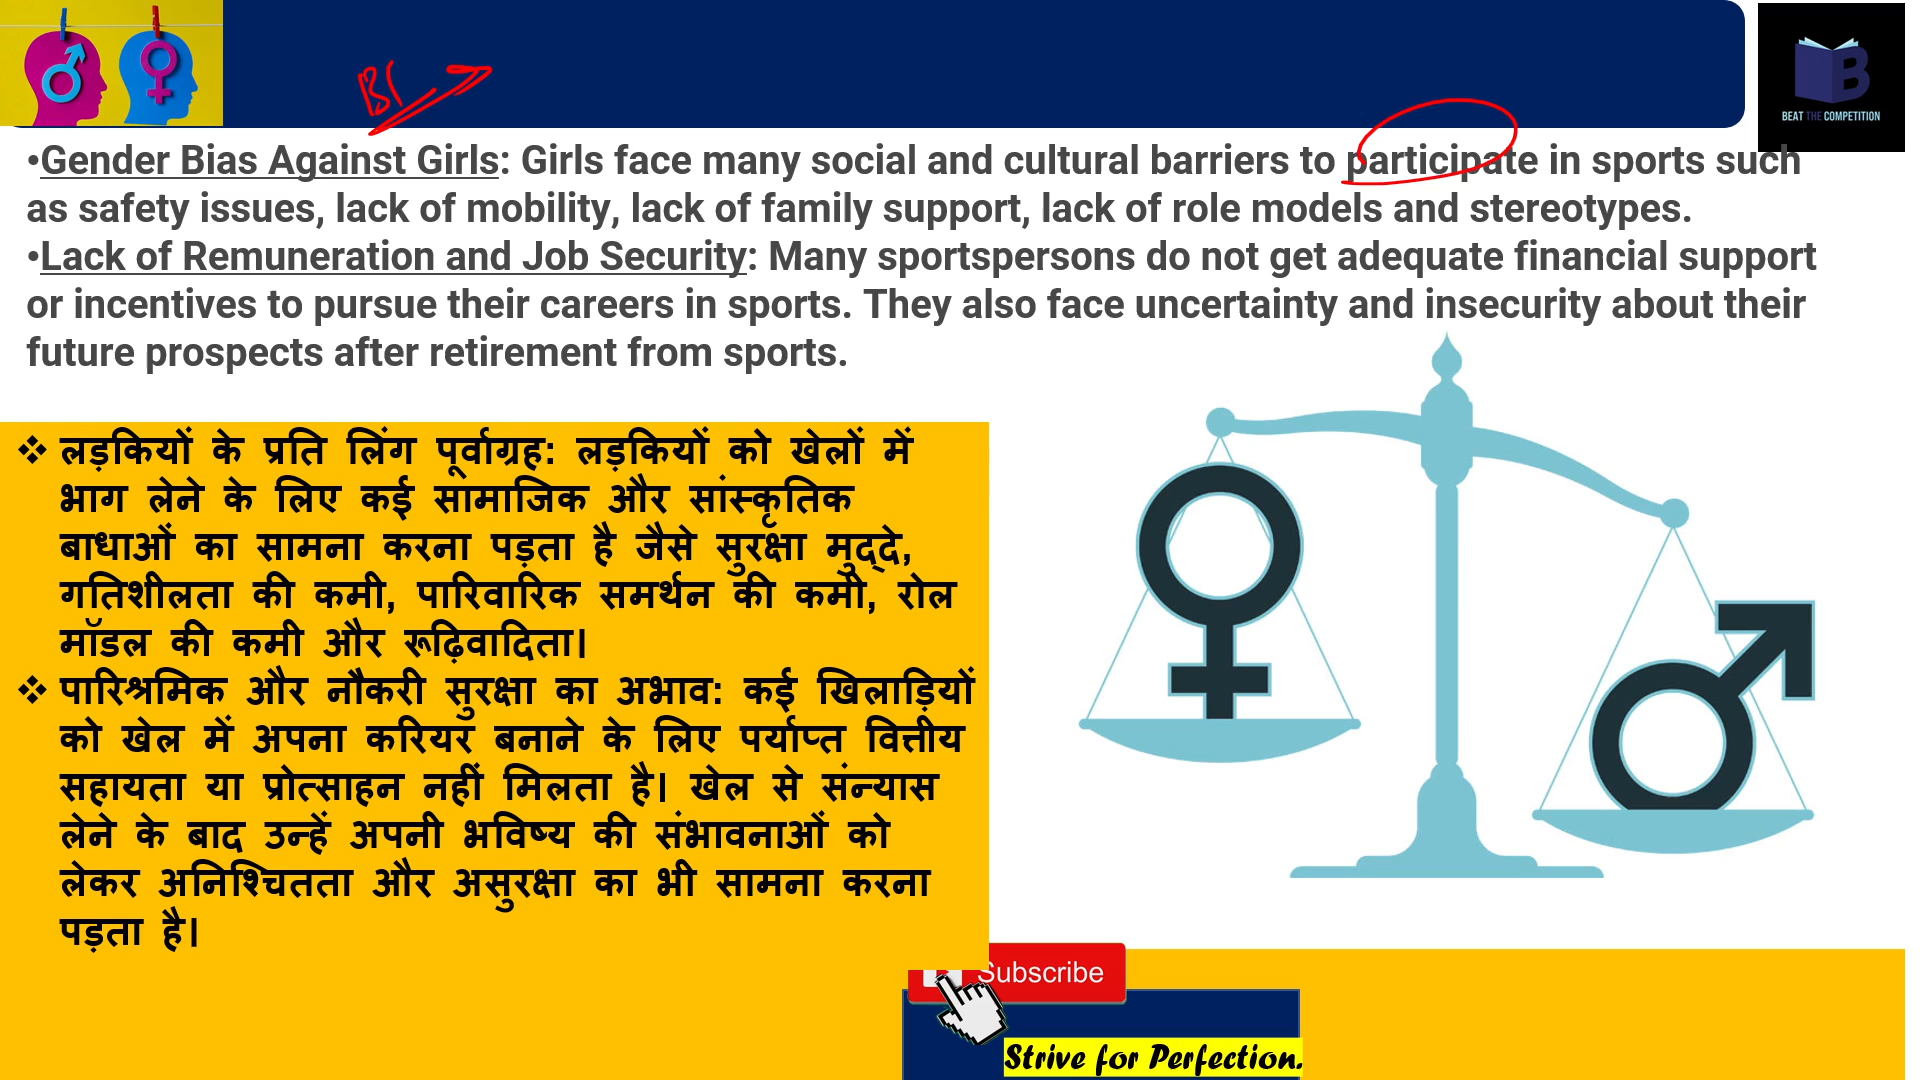 BEAT THE COMPETITION
•Gender Bias Against Girls: Girls face many social and cultural barriers to participate in sports such
as safety issues, lack of mobility, lack of family support, lack of role models and stereotypes.
•Lack of Remuneration and Job Security: Many sportspersons do not get adequate financial support
or incentives to pursue their careers in sports. They also face uncertainty and insecurity about their
future prospects after retirement from sports.
❖ लड़कियों के प्रति लिंग पूर्वाग्रह: लड़कियों को खेलों में
भाग लेने के लिए कई सामाजिक और सांस्कृतिक
बाधाओं का सामना करना पड़ता है जैसे सुरक्षा मुद्दे,
गतिशीलता की कमी, पारिवारिक समर्थन की कमी, रोल
मॉडल की कमी और रूढ़िवादिता।
❖ पारिश्रमिक और नौकरी सुरक्षा का अभाव: कई खिलाड़ियों
को खेल में अपना करियर बनाने के लिए पर्याप्त वित्तीय
सहायता या प्रोत्साहन नहीं मिलता है। खेल से संन्यास
लेने के बाद उन्हें अपनी भविष्य की संभावनाओं को
लेकर अनिश्चितता और असुरक्षा का भी सामना करना
पड़ता है।
Subscribe
Strive for Perfection.